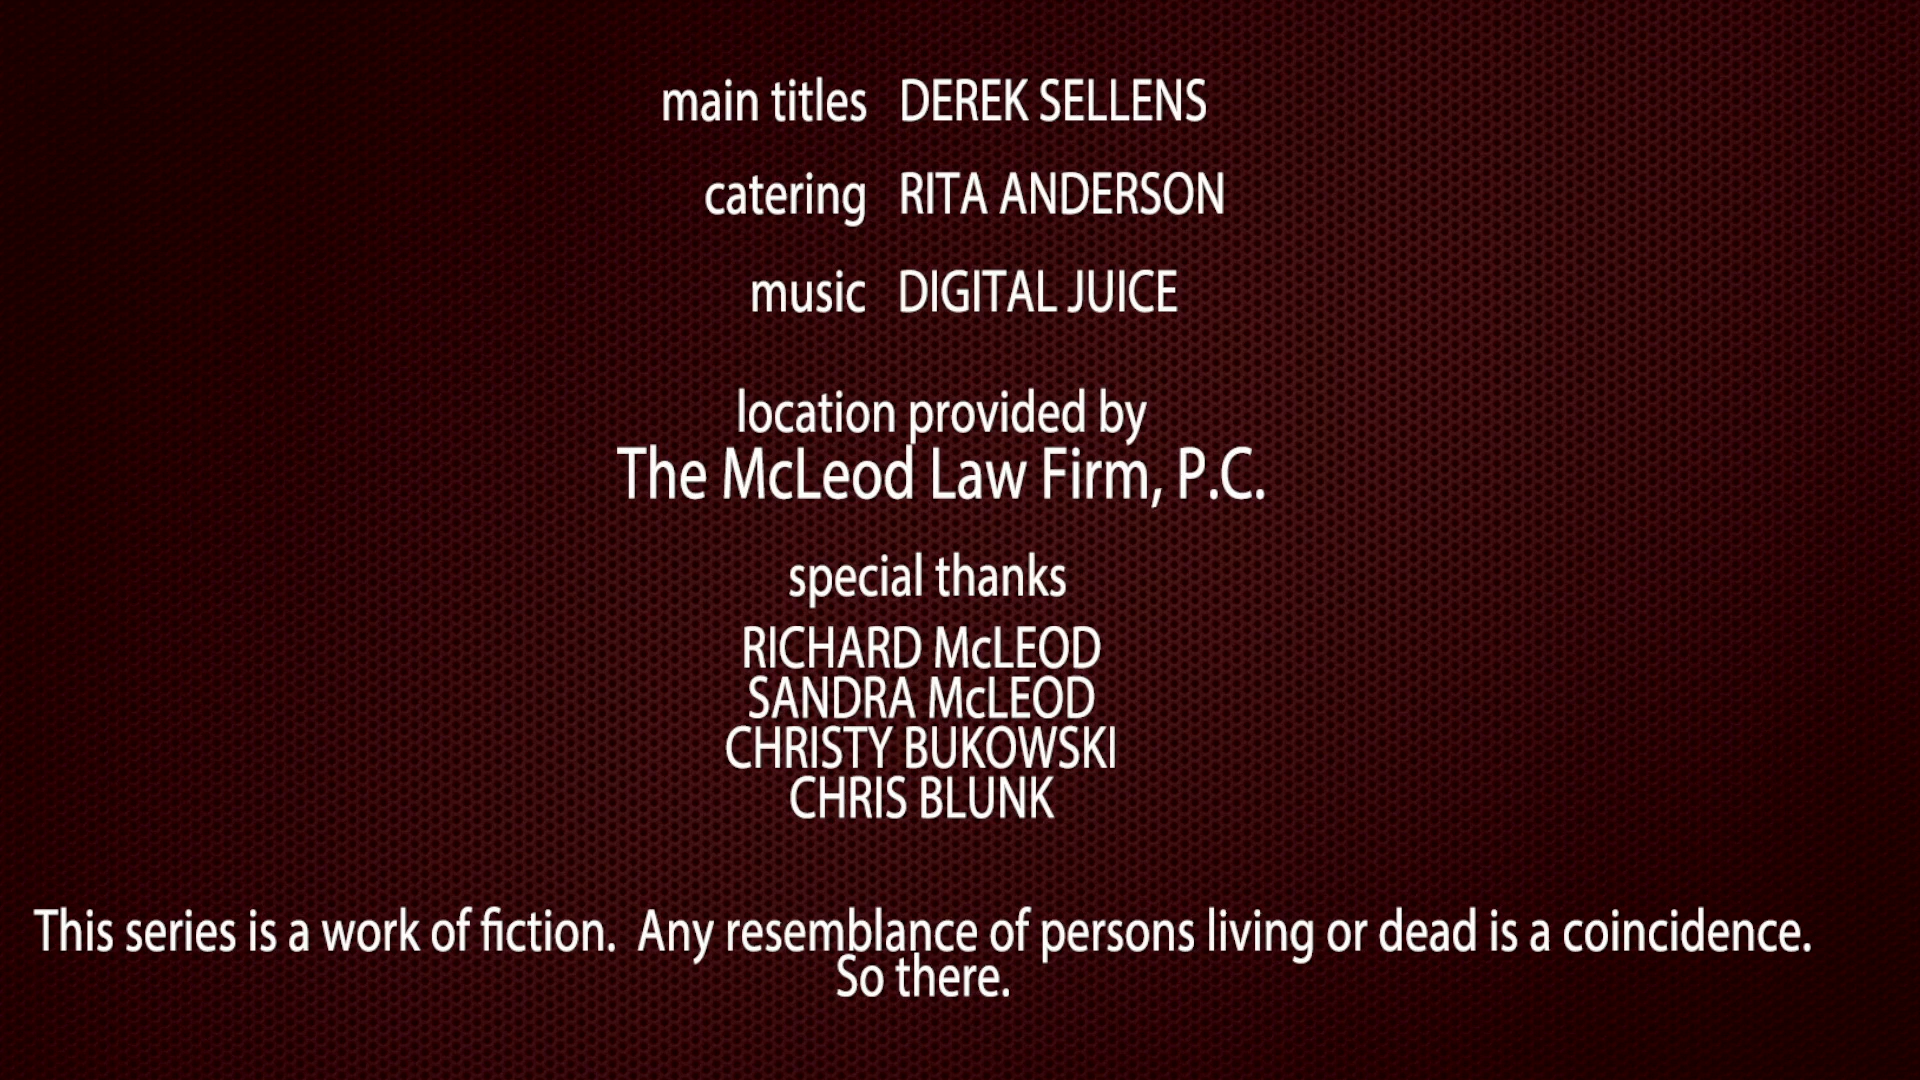 main titles DEREK SELLENS
catering RITA ANDERSON
music DIGITAL JUICE
location provided by
The McLeod Law Firm, P.C.
special thanks
RICHARD McLEOD
SANDRA McLEOD
CHRISTY BUKOWSKI
CHRIS BLUNK
This series is a work of fiction.  Any resemblance of persons living or dead is a coincidence.
So there.